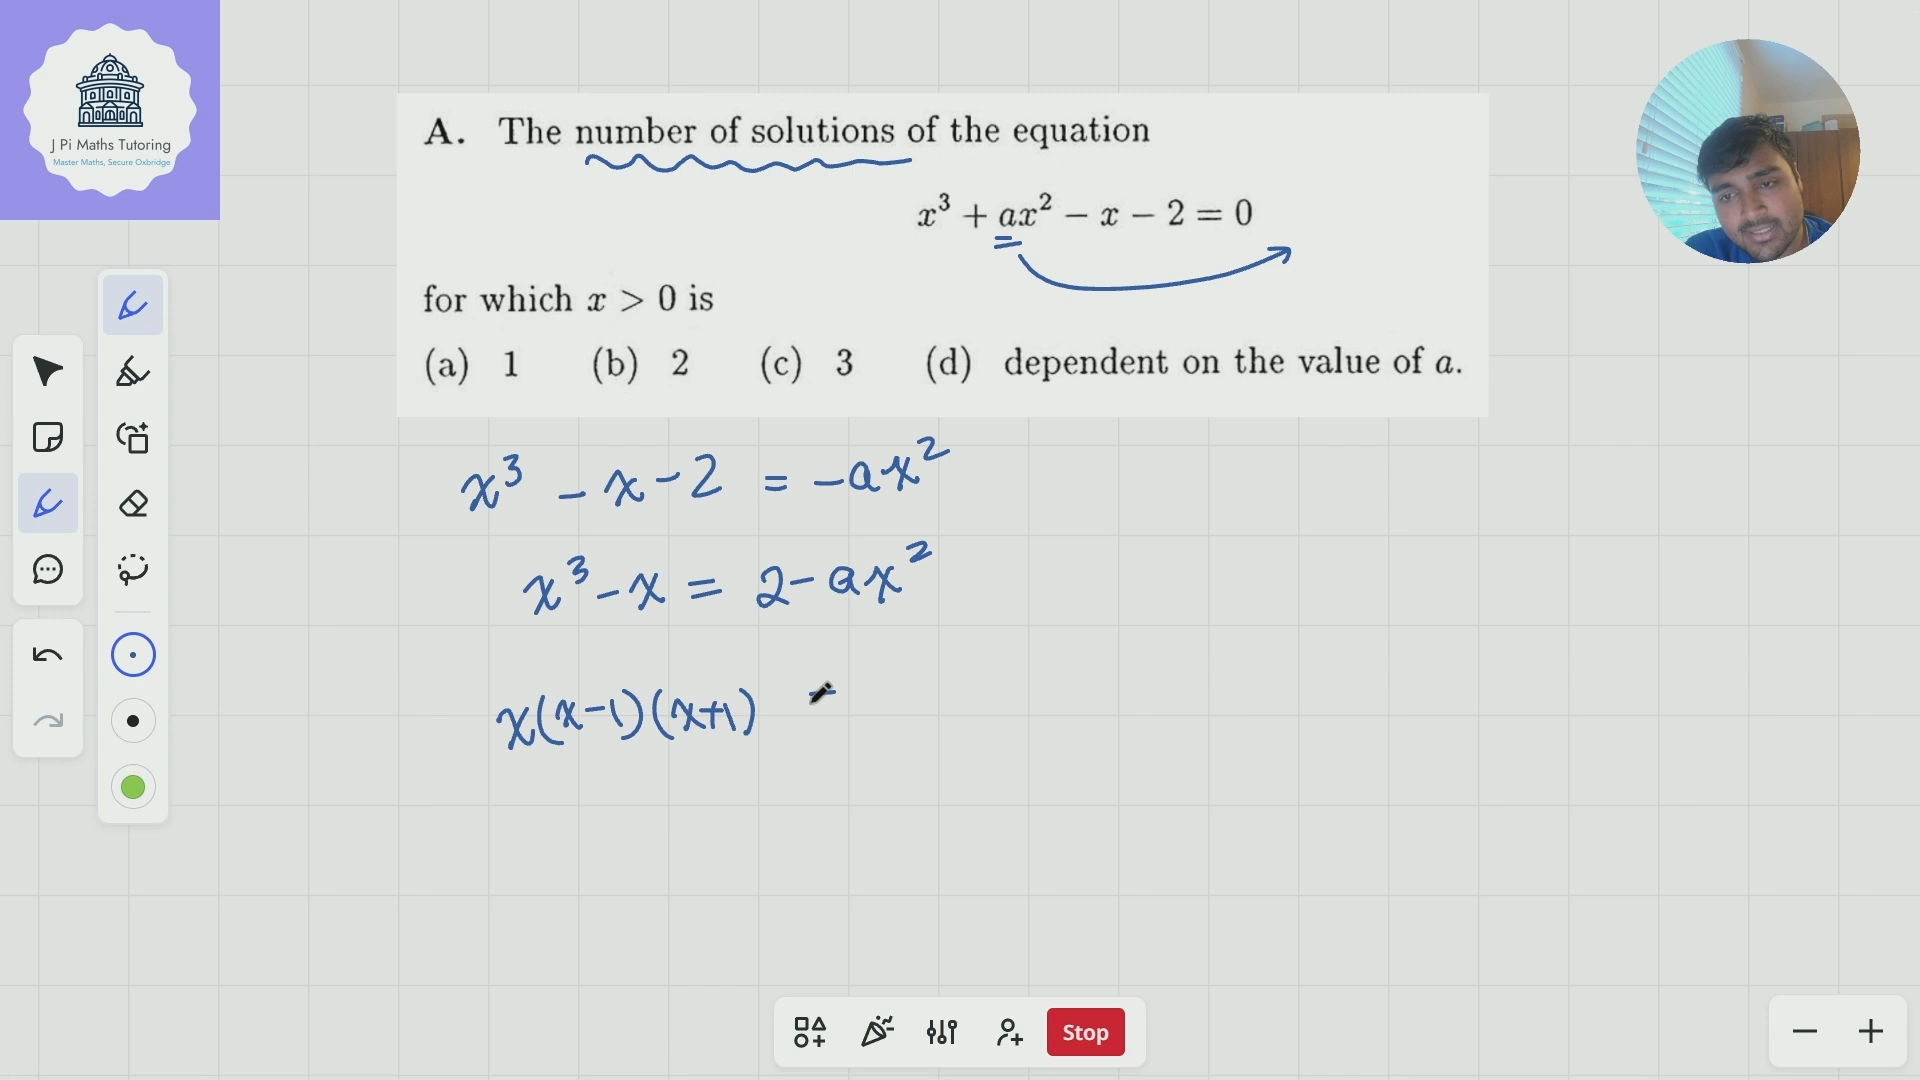 J Pi Maths Tutoring
Master Maths, Secure Oxbridge
A. The number of solutions of the equation
x³ + ax² − x − 2 = 0
for which x > 0 is
(a) 1 (b) 2 (c) 3 (d) dependent on the value of a.
x³ − x − 2 = −ax²
x³ − x = 2 − ax²
x(x−1)(x+1)
Stop